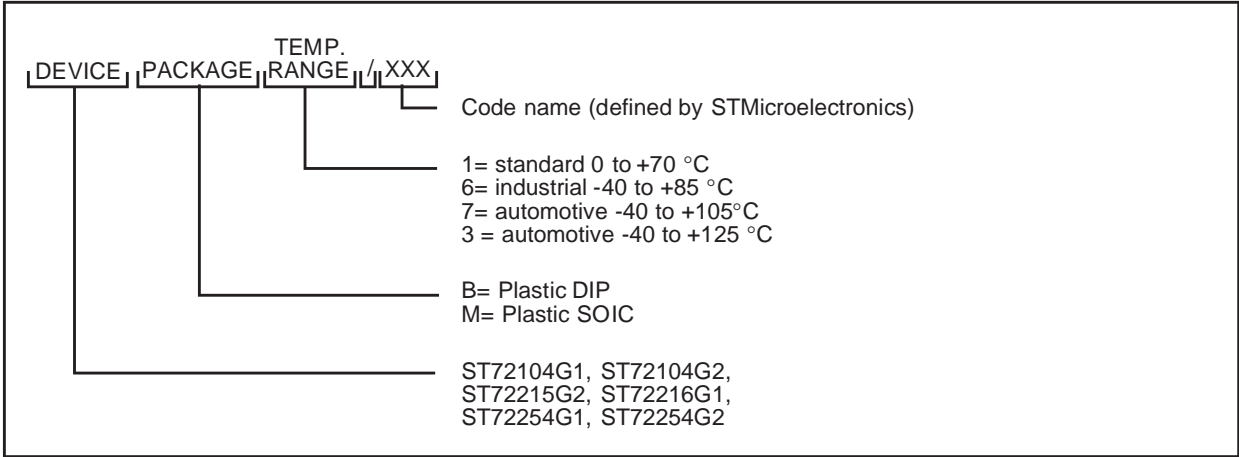 TEMP.
DEVICE PACKAGE RANGE / XXX
Code name (defined by STMicroelectronics)
1= standard 0 to +70 °C
6= industrial -40 to +85 °C
7= automotive -40 to +105°C
3 = automotive -40 to +125 °C
B= Plastic DIP
M= Plastic SOIC
ST72104G1, ST72104G2,
ST72215G2, ST72216G1,
ST72254G1, ST72254G2